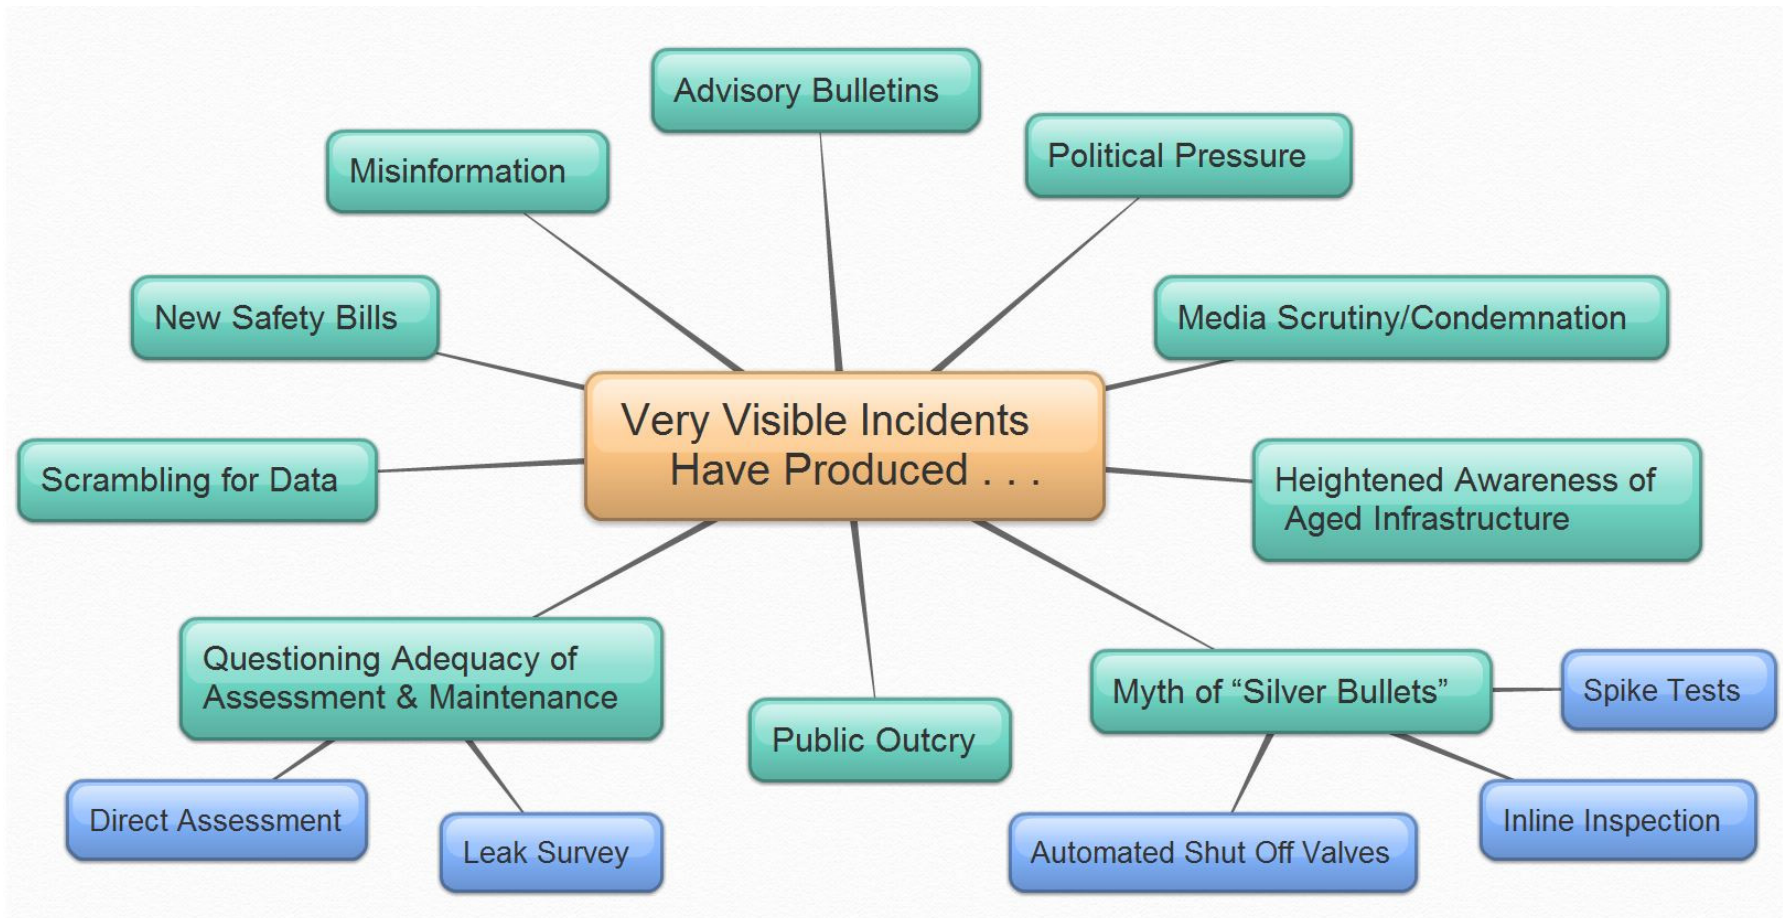 Advisory Bulletins
Political Pressure
Misinformation
New Safety Bills
Media Scrutiny/Condemnation
Very Visible Incidents
Have Produced . . .
Scrambling for Data
Heightened Awareness of
Aged Infrastructure
Questioning Adequacy of
Assessment & Maintenance
Public Outcry
Myth of “Silver Bullets”
Spike Tests
Direct Assessment
Leak Survey
Automated Shut Off Valves
Inline Inspection